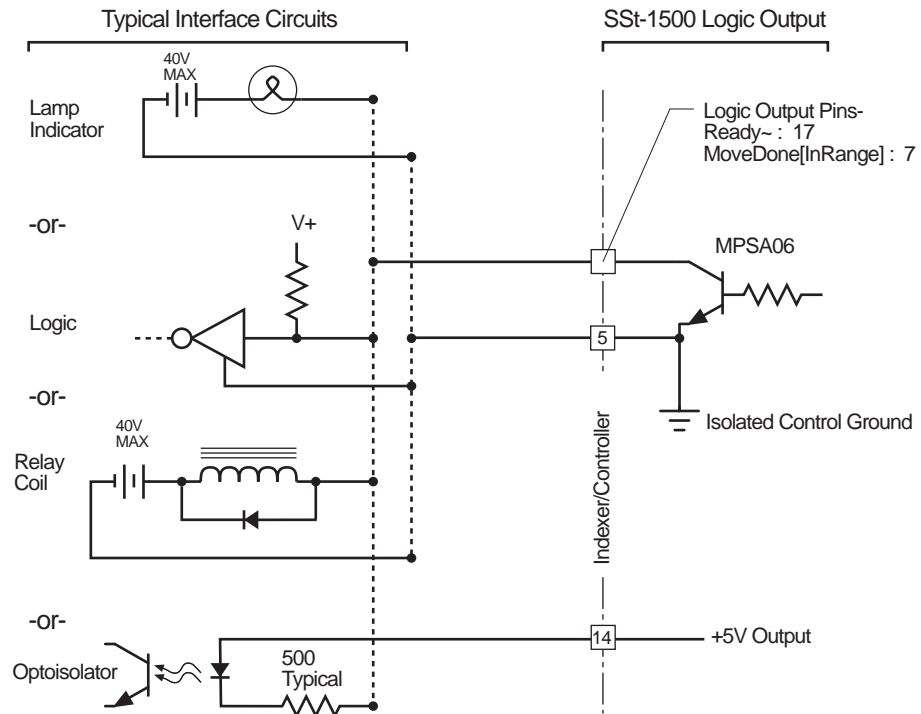 Typical Interface Circuits
SSt-1500 Logic Output
40V
MAX
Lamp
Indicator
Logic Output Pins-
Ready~ : 17
MoveDone[InRange] : 7
-or-
V+
MPSA06
Logic
5
-or-
Isolated Control Ground
40V
MAX
Relay
Coil
Indexer/Controller
-or-
14
+5V Output
Optoisolator
500
Typical